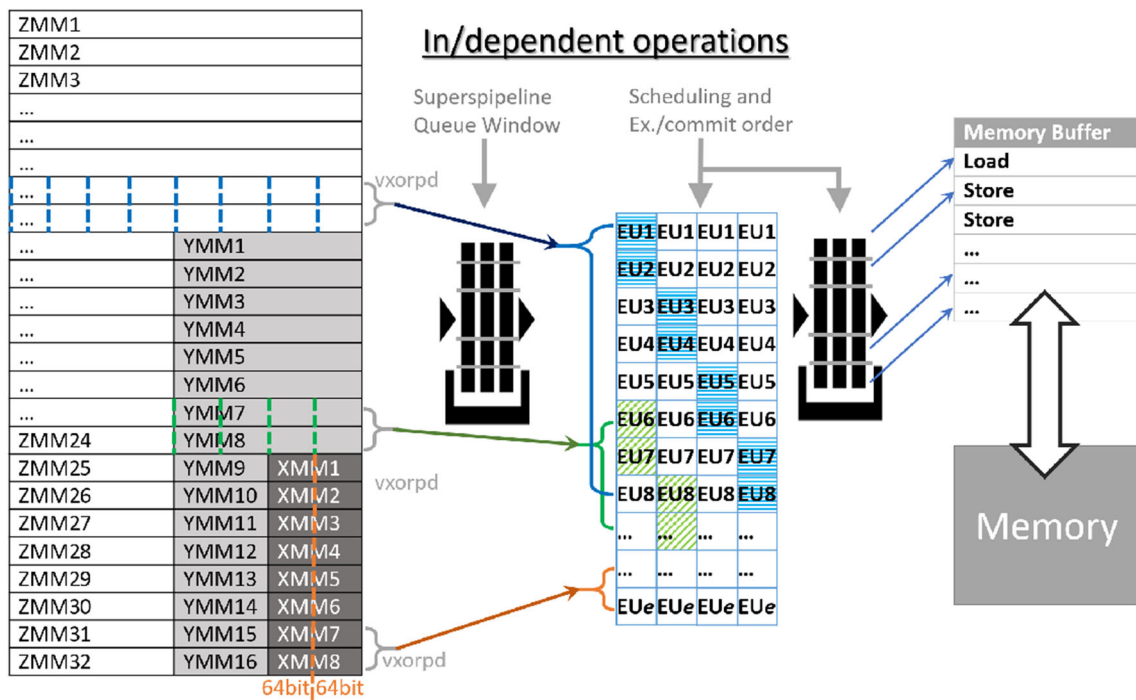 In/dependent operations
ZMM1
ZMM2
ZMM3
...
...
...
...
...
... YMM1
... YMM2
... YMM3
... YMM4
... YMM5
... YMM6
... YMM7
ZMM24 YMM8
ZMM25 YMM9 XMM1
ZMM26 YMM10 XMM2
ZMM27 YMM11 XMM3
ZMM28 YMM12 XMM4
ZMM29 YMM13 XMM5
ZMM30 YMM14 XMM6
ZMM31 YMM15 XMM7
ZMM32 YMM16 XMM8
64bit 64bit
vxorpd
vxorpd
vxorpd
Superspipeline
Queue Window
Scheduling and
Ex./commit order
EU1 EU1 EU1 EU1
EU2 EU2 EU2 EU2
EU3 EU3 EU3 EU3
EU4 EU4 EU4 EU4
EU5 EU5 EU5 EU5
EU6 EU6 EU6 EU6
EU7 EU7 EU7 EU7
EU8 EU8 EU8 EU8
... ... ... ...
... ... ... ...
EUe EUe EUe EUe
Memory Buffer
Load
Store
Store
...
...
...
Memory